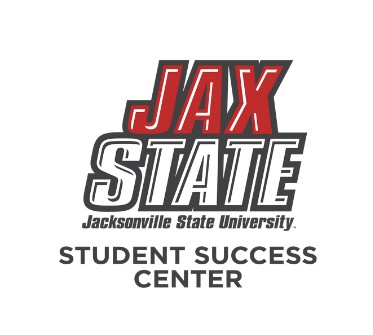 JAX
STATE
Jacksonville State University.
STUDENT SUCCESS
CENTER